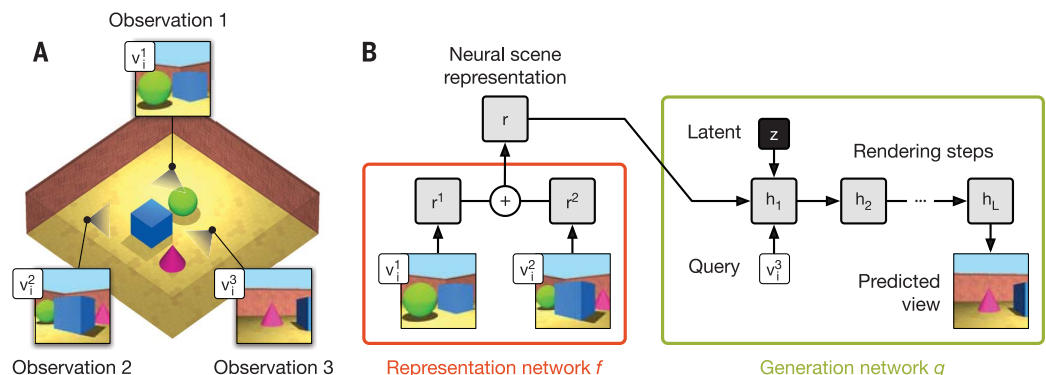 Observation 1
A
v_i^1
v_i^2
v_i^3
Observation 2
Observation 3
B
Neural scene
representation
r
r^1
+
r^2
v_i^1
v_i^2
Representation network f
Latent
z
Rendering steps
h_1
h_2
...
h_L
Query
v_i^3
Predicted
view
Generation network g